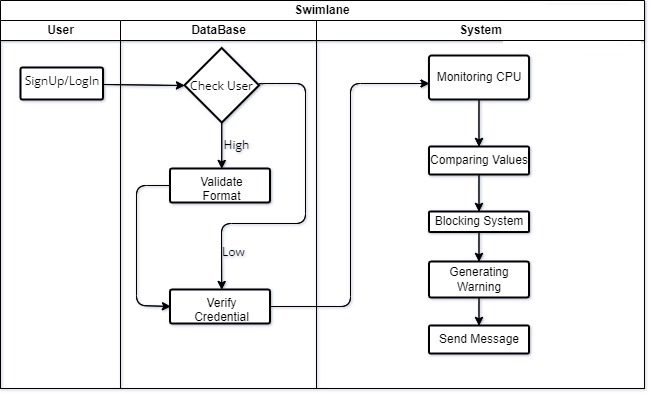 Swimlane
User
DataBase
System
SignUp/LogIn
Check User
High
Validate
Format
Low
Verify
Credential
Monitoring CPU
Comparing Values
Blocking System
Generating
Warning
Send Message